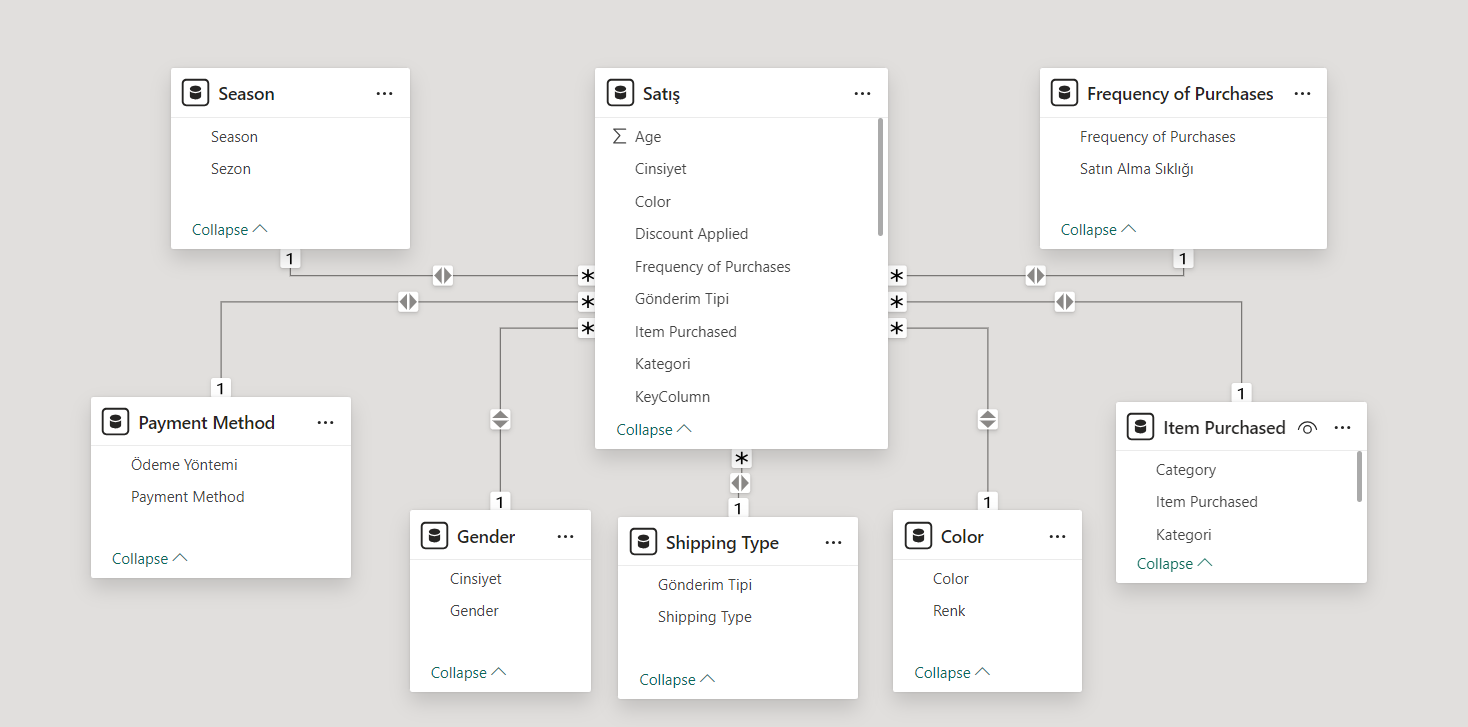 Season
Season
Sezon
Collapse
Satış
Age
Cinsiyet
Color
Discount Applied
Frequency of Purchases
Gönderim Tipi
Item Purchased
Kategori
KeyColumn
Collapse
Frequency of Purchases
Frequency of Purchases
Satın Alma Sıklığı
Collapse
1
*
*
1
*
*
*
*
1
1
*
Payment Method
Ödeme Yöntemi
Payment Method
Collapse
1
Gender
Cinsiyet
Gender
Collapse
1
Shipping Type
Gönderim Tipi
Shipping Type
Collapse
1
Color
Color
Renk
Collapse
Item Purchased
Category
Item Purchased
Kategori
Collapse